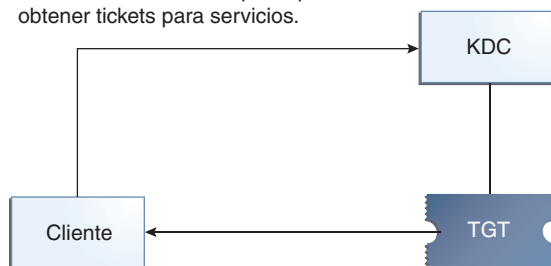 obtener tickets para servicios.
KDC
Cliente
TGT